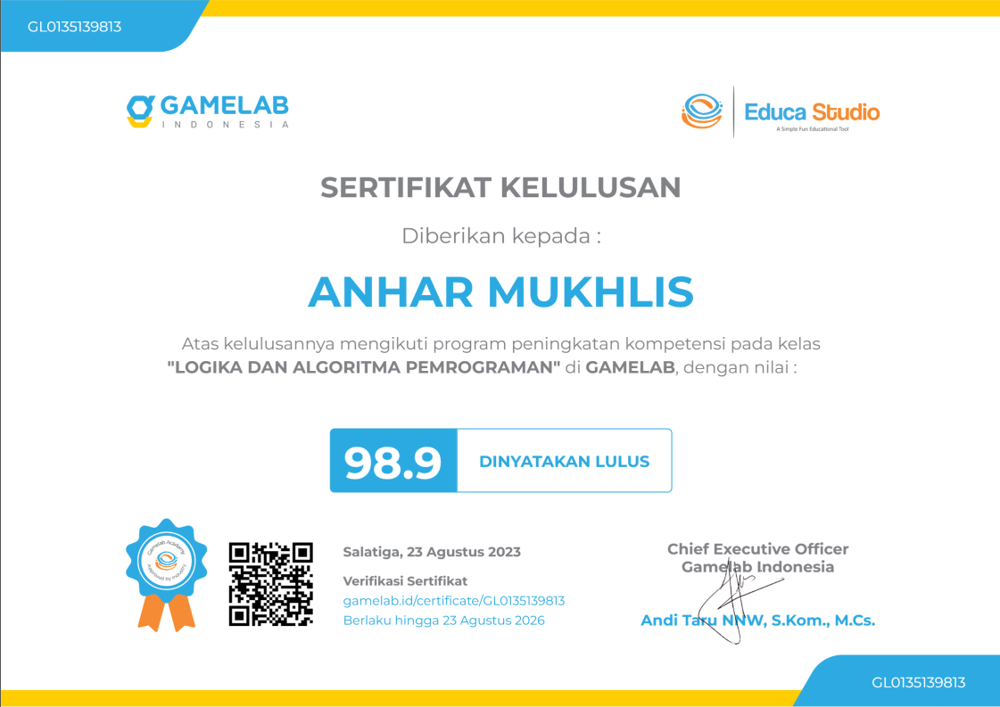 GL0135139813
GAMELAB
INDONESIA
Educa Studio
A Simple Fun Educational Tool
SERTIFIKAT KELULUSAN
Diberikan kepada :
ANHAR MUKHLIS
Atas kelulusannya mengikuti program peningkatan kompetensi pada kelas
"LOGIKA DAN ALGORITMA PEMROGRAMAN" di GAMELAB, dengan nilai :
98.9
DINYATAKAN LULUS
Gamelab Academy
Approved by Industry
Salatiga, 23 Agustus 2023
Verifikasi Sertifikat
gamelab.id/certificate/GL0135139813
Berlaku hingga 23 Agustus 2026
Chief Executive Officer
Gamelab Indonesia
Andi Taru NNW, S.Kom., M.Cs.
GL0135139813